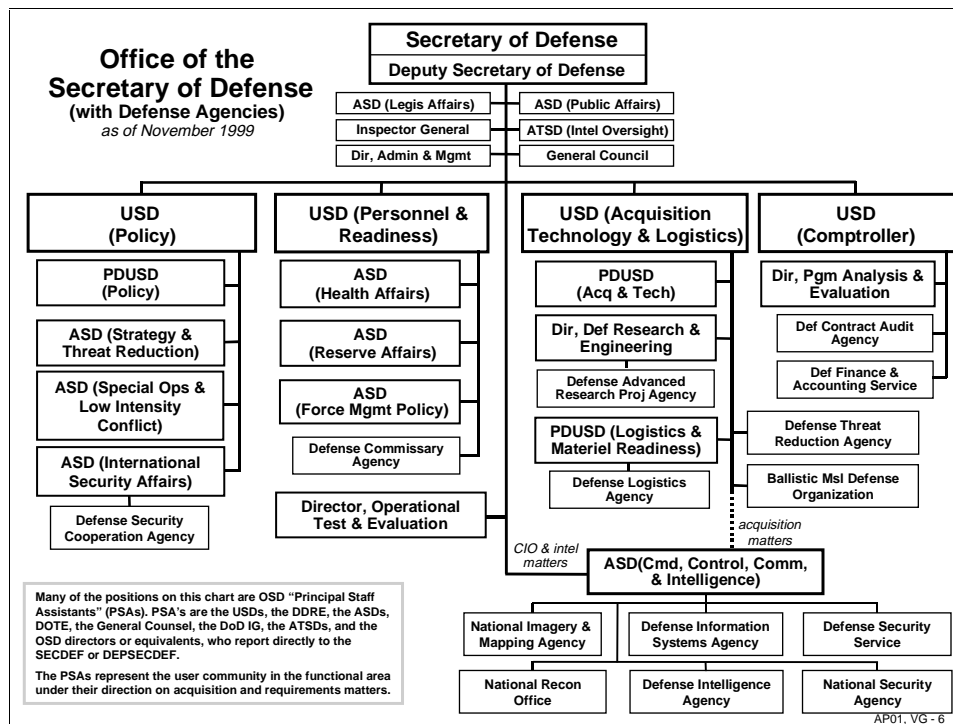 Office of the
Secretary of Defense
(with Defense Agencies)
as of November 1999
Secretary of Defense
Deputy Secretary of Defense
ASD (Legis Affairs)
ASD (Public Affairs)
Inspector General
ATSD (Intel Oversight)
Dir, Admin & Mgmt
General Council
USD
(Policy)
PDUSD
(Policy)
ASD (Strategy &
Threat Reduction)
ASD (Special Ops &
Low Intensity
Conflict)
ASD (International
Security Affairs)
Defense Security
Cooperation Agency
USD (Personnel &
Readiness)
ASD
(Health Affairs)
ASD
(Reserve Affairs)
ASD
(Force Mgmt Policy)
Defense Commissary
Agency
Director, Operational
Test & Evaluation
USD (Acquisition
Technology & Logistics)
PDUSD
(Acq & Tech)
Dir, Def Research &
Engineering
Defense Advanced
Research Proj Agency
PDUSD (Logistics &
Materiel Readiness)
Defense Logistics
Agency
USD
(Comptroller)
Dir, Pgm Analysis &
Evaluation
Def Contract Audit
Agency
Def Finance &
Accounting Service
Defense Threat
Reduction Agency
Ballistic Msl Defense
Organization
CIO & intel
matters
acquisition
matters
ASD(Cmd, Control, Comm,
& Intelligence)
National Imagery &
Mapping Agency
Defense Information
Systems Agency
Defense Security
Service
National Recon
Office
Defense Intelligence
Agency
National Security
Agency
Many of the positions on this chart are OSD “Principal Staff
Assistants” (PSAs). PSA’s are the USDs, the DDRE, the ASDs,
DOTE, the General Counsel, the DoD IG, the ATSDs, and the
OSD directors or equivalents, who report directly to the
SECDEF or DEPSECDEF.
The PSAs represent the user community in the functional area
under their direction on acquisition and requirements matters.
AP01, VG - 6